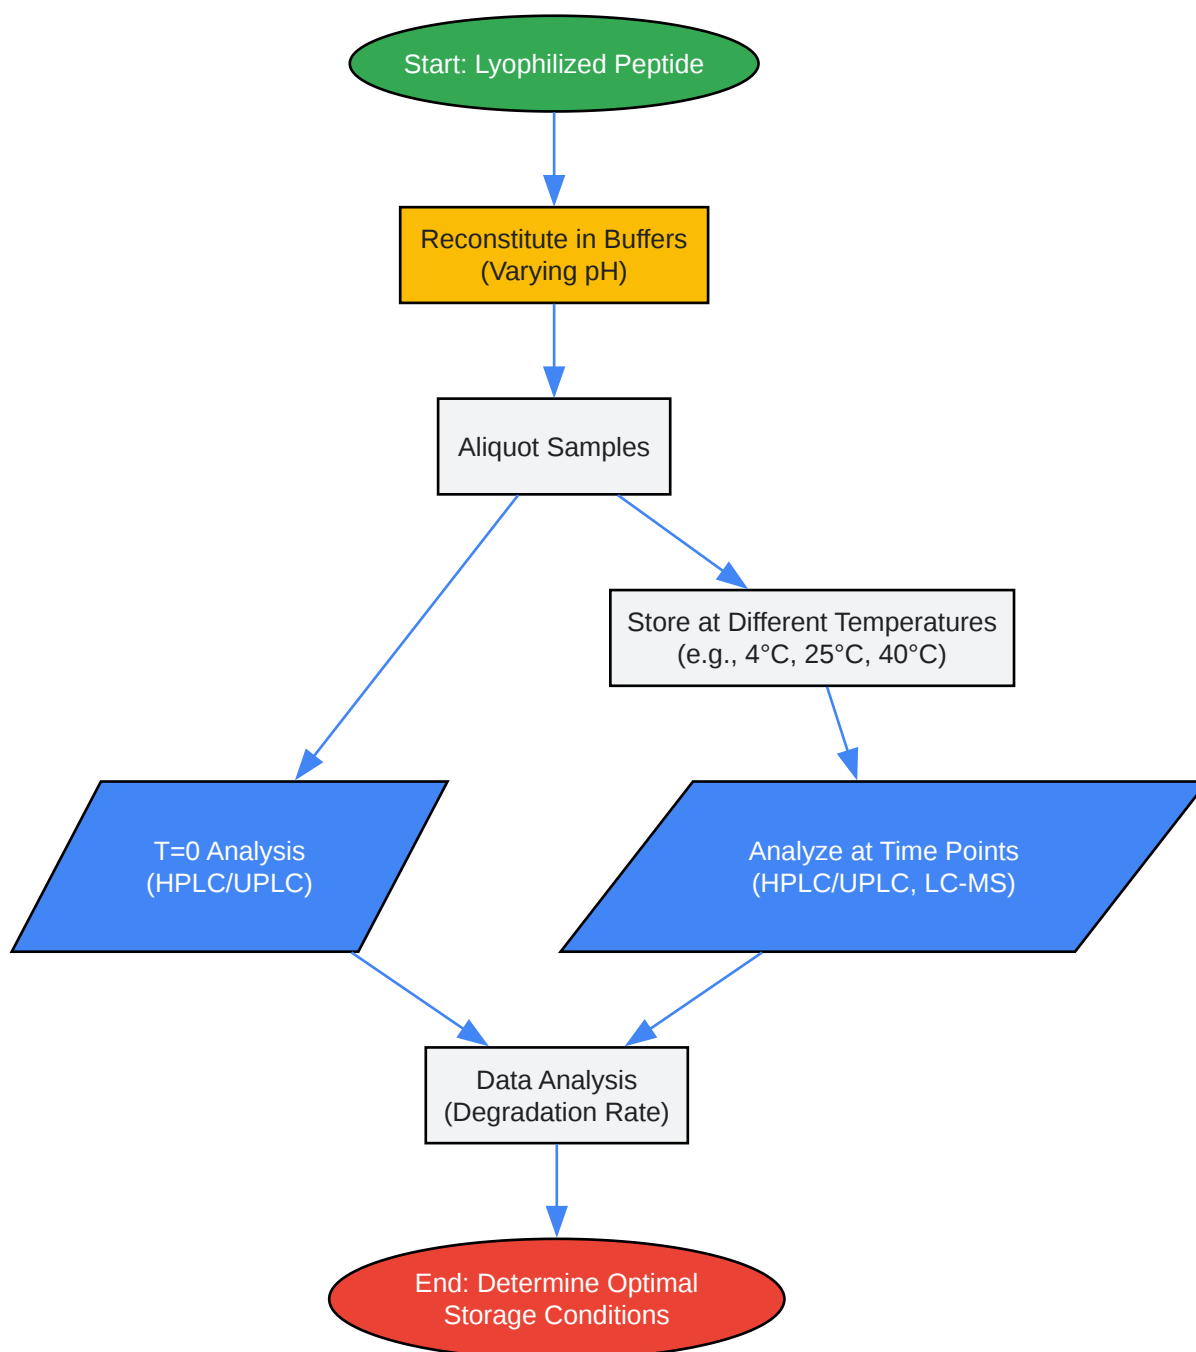 Start: Lyophilized Peptide
Reconstitute in Buffers
(Varying pH)
Aliquot Samples
Store at Different Temperatures
(e.g., 4°C, 25°C, 40°C)
T=0 Analysis
(HPLC/UPLC)
Analyze at Time Points
(HPLC/UPLC, LC-MS)
Data Analysis
(Degradation Rate)
End: Determine Optimal
Storage Conditions